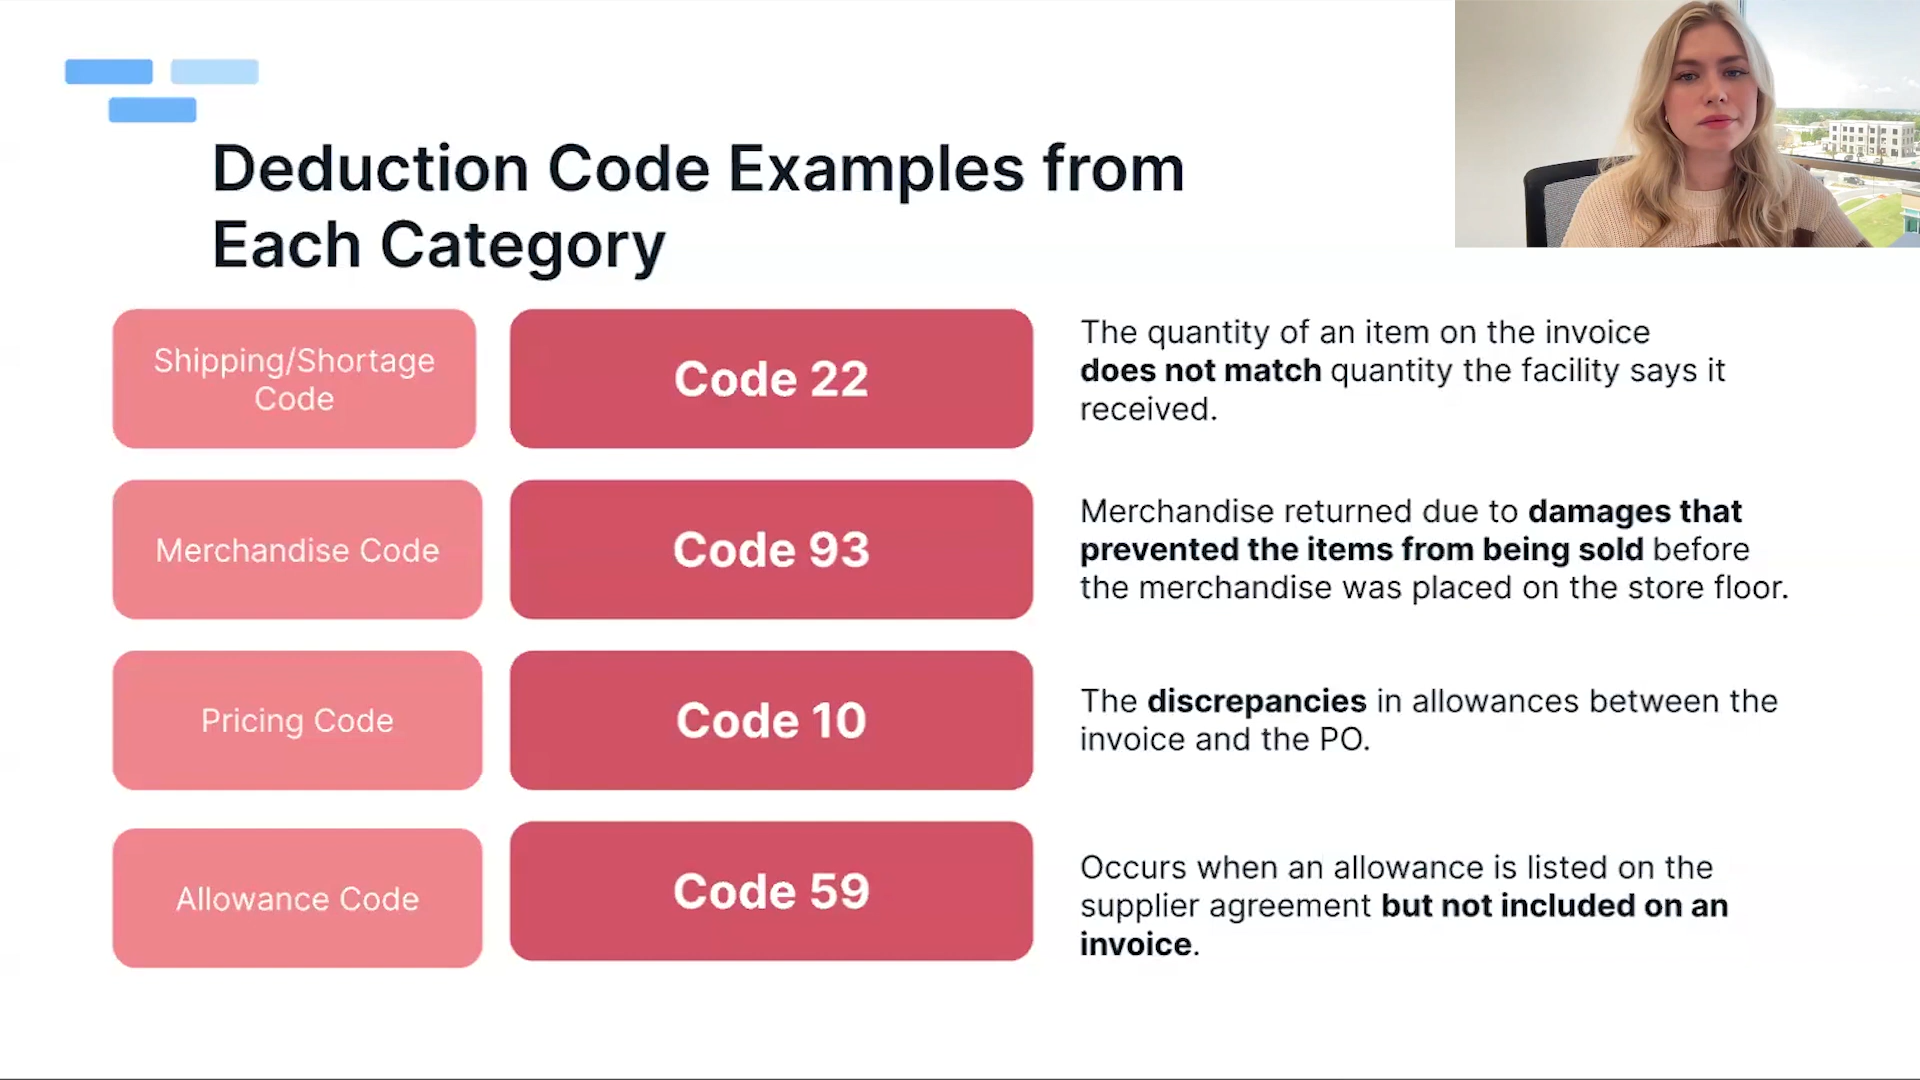 Deduction Code Examples from
Each Category
Shipping/Shortage
Code
Code 22
The quantity of an item on the invoice
does not match quantity the facility says it
received.
Merchandise Code
Code 93
Merchandise returned due to damages that
prevented the items from being sold before
the merchandise was placed on the store floor.
Pricing Code
Code 10
The discrepancies in allowances between the
invoice and the PO.
Allowance Code
Code 59
Occurs when an allowance is listed on the
supplier agreement but not included on an
invoice.